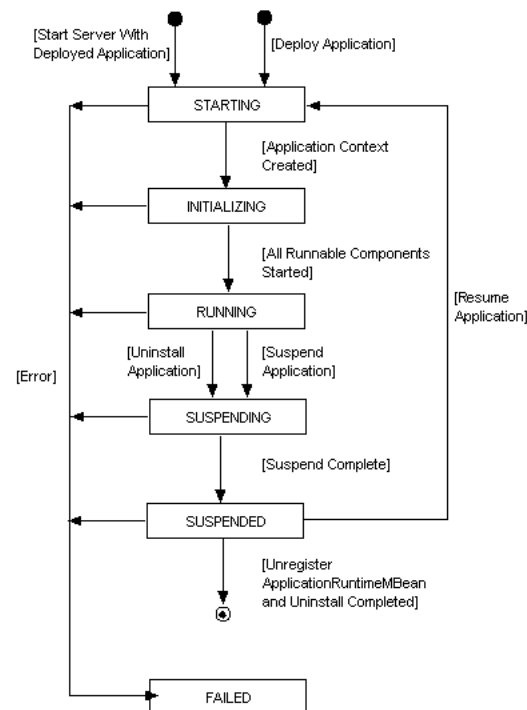 [Start Server With
Deployed Application]
[Deploy Application]
STARTING
[Application Context
Created]
INITIALIZING
[All Runnable Components
Started]
[Resume
Application]
RUNNING
[Uninstall
Application]
[Suspend
Application]
[Error]
SUSPENDING
[Suspend Complete]
SUSPENDED
[Unregister
ApplicationRuntimeMBean
and Uninstall Completed]
FAILED